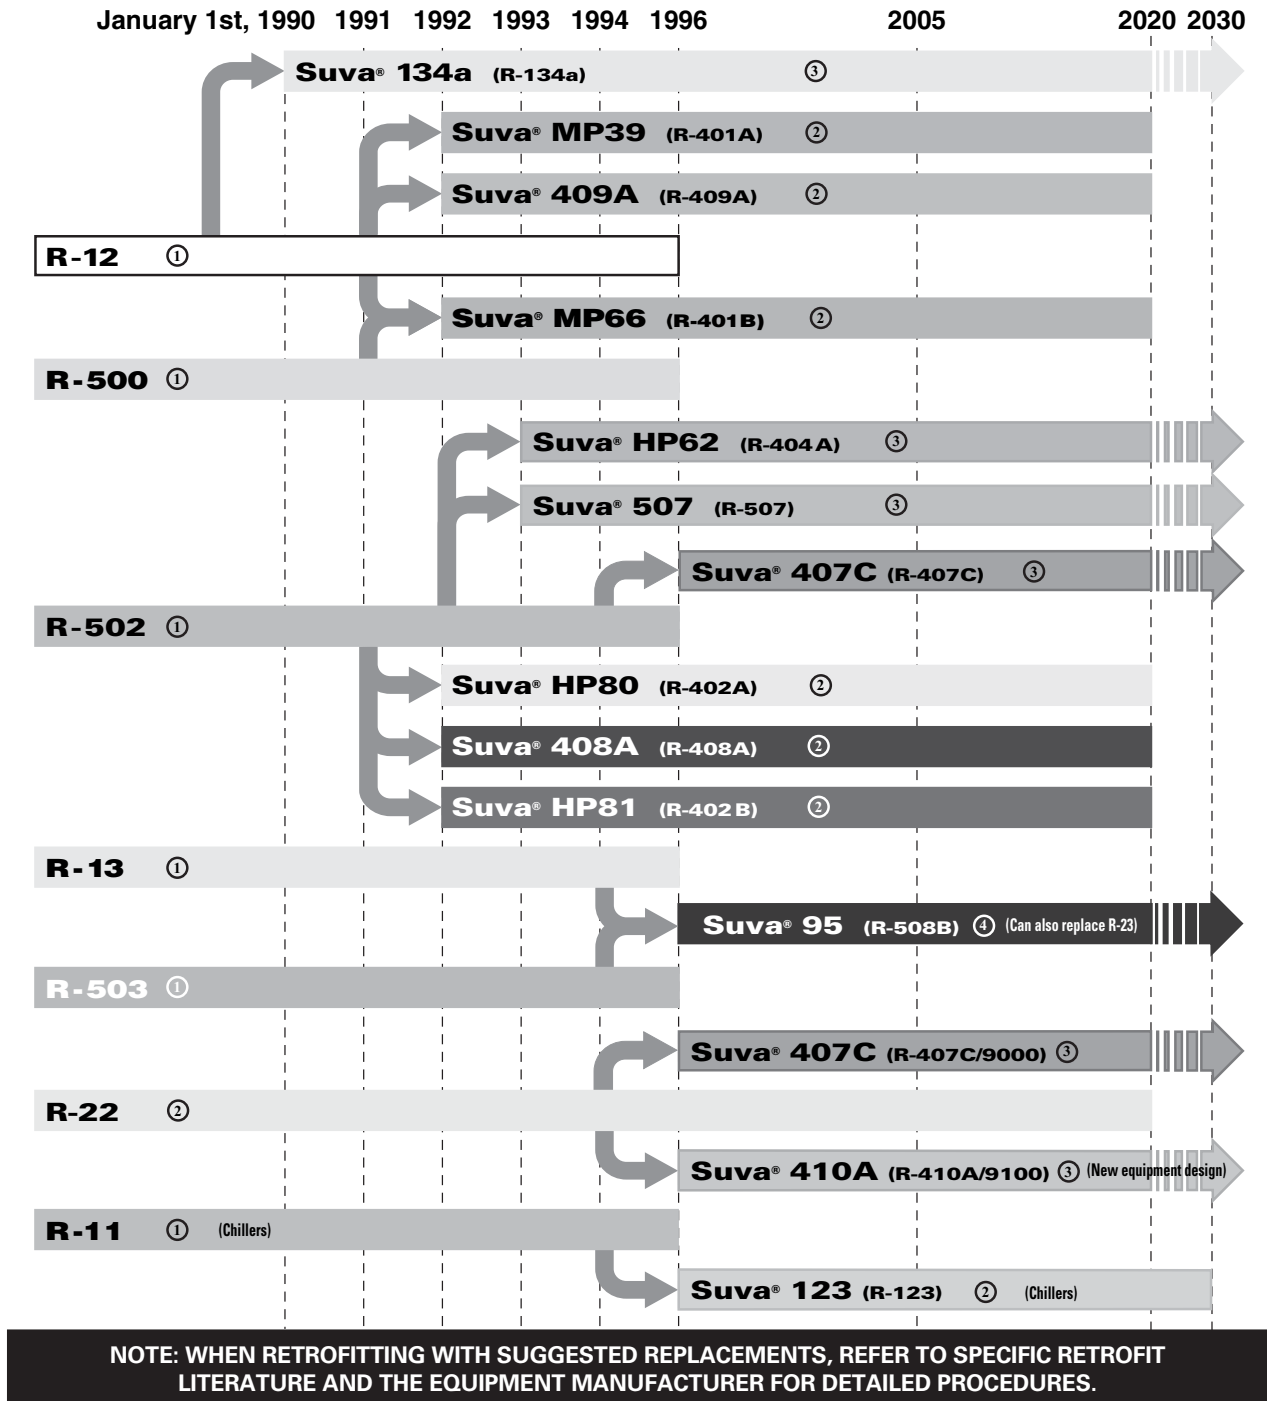 January 1st, 1990 1991 1992 1993 1994 1996 2005 2020 2030
Suva® 134a (R-134a) ③
Suva® MP39 (R-401A) ②
Suva® 409A (R-409A) ②
R-12 ①
Suva® MP66 (R-401B) ②
R-500 ①
Suva® HP62 (R-404A) ③
Suva® 507 (R-507) ③
Suva® 407C (R-407C) ③
R-502 ①
Suva® HP80 (R-402A) ②
Suva® 408A (R-408A) ②
Suva® HP81 (R-402B) ②
R-13 ①
Suva® 95 (R-508B) ④ (Can also replace R-23)
R-503 ①
Suva® 407C (R-407C/9000) ③
R-22 ②
Suva® 410A (R-410A/9100) ③ (New equipment design)
R-11 ① (Chillers)
Suva® 123 (R-123) ② (Chillers)
NOTE: WHEN RETROFITTING WITH SUGGESTED REPLACEMENTS, REFER TO SPECIFIC RETROFIT
LITERATURE AND THE EQUIPMENT MANUFACTURER FOR DETAILED PROCEDURES.